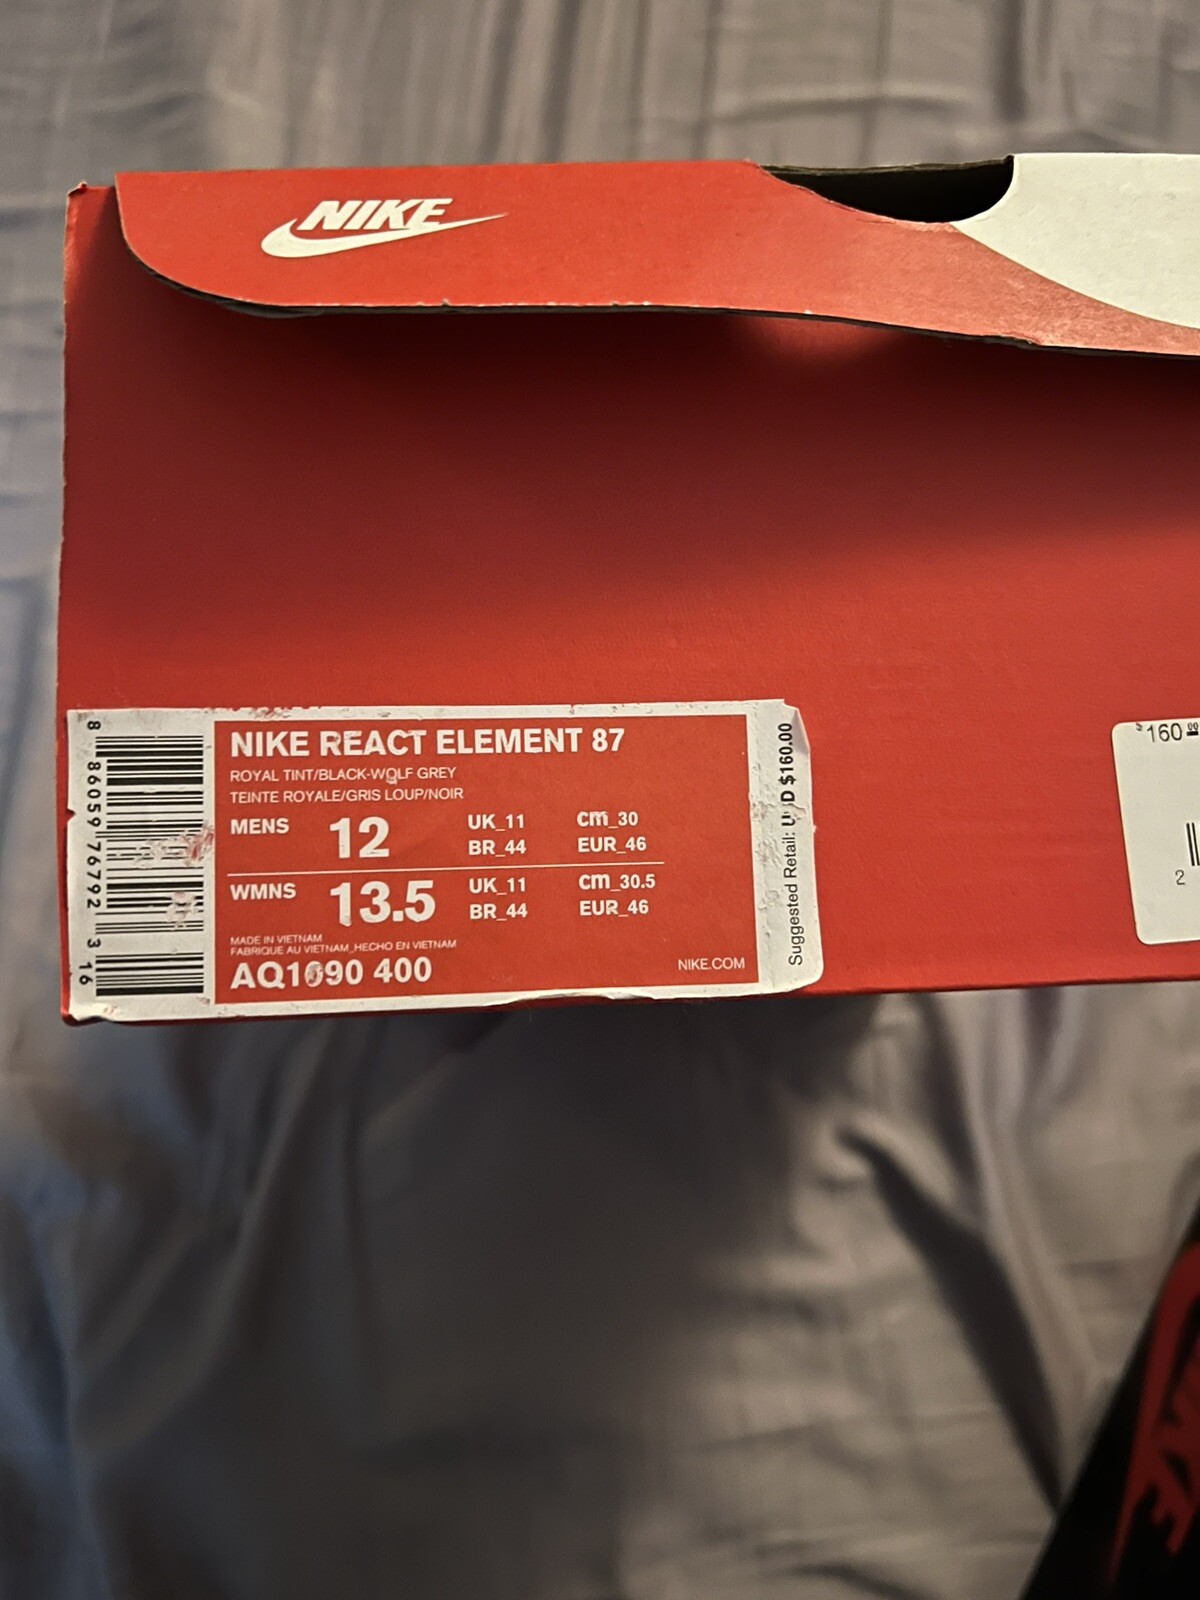 NIKE
NIKE REACT ELEMENT 87
ROYAL TINT/BLACK-WOLF GREY
TEINTE ROYALE/GRIS LOUP/NOIR
MENS 12 UK_11 cm_30
BR_44 EUR_46
WMNS 13.5 UK_11 cm_30.5
BR_44 EUR_46
MADE IN VIETNAM
FABRIQUE AU VIETNAM_HECHO EN VIETNAM
AQ1090 400
NIKE.COM
8 86059 76792 3 16
Suggested Retail: USD $160.00
$160.00
2
NIKE